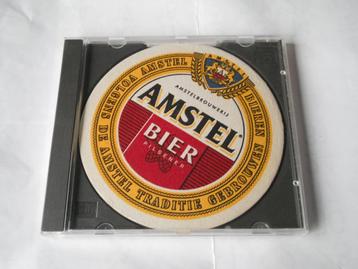 AMSTEL BIEREN
VOLGENS DE AMSTEL TRADITIE GEBROUWEN
AMSTELBROUWERIJ
AMSTEL
BIER
PILSENER